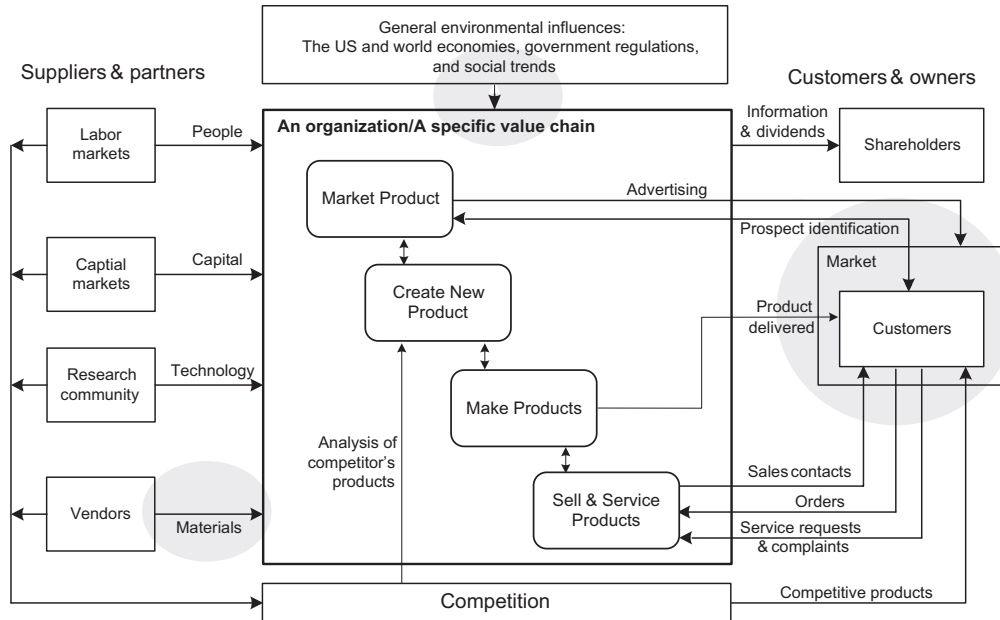 General environmental influences:
The US and world economies, government regulations,
and social trends
Suppliers & partners
Customers & owners
An organization/A specific value chain
Labor
markets
People
Information
& dividends
Shareholders
Market Product
Advertising
Prospect identification
Captial
markets
Capital
Create New
Product
Market
Product
delivered
Customers
Research
community
Technology
Make Products
Analysis of
competitor's
products
Vendors
Materials
Sell & Service
Products
Sales contacts
Orders
Service requests
& complaints
Competition
Competitive products